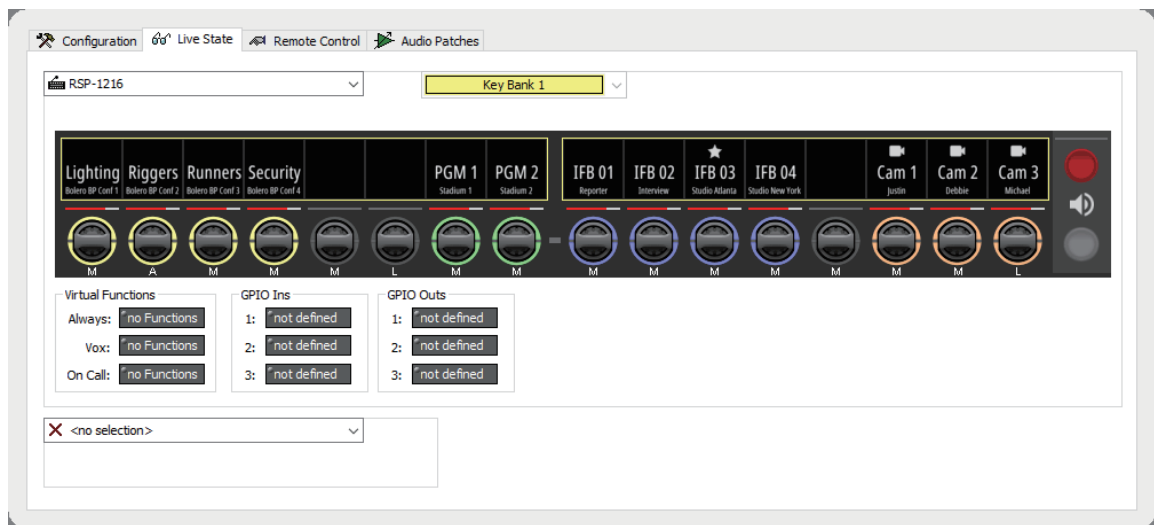 Configuration Live State Remote Control Audio Patches
RSP-1216 Key Bank 1
Lighting Riggers Runners Security PGM 1 PGM 2 IFB 01 IFB 02 IFB 03 IFB 04 Cam 1 Cam 2 Cam 3
Bolero BP Conf 1 Bolero BP Conf 2 Bolero BP Conf 3 Bolero BP Conf 4 Stadium 1 Stadium 2 Reporter Interview Studio Atlanta Studio New York Justin Debbie Michael
M A M M M L M M M M M M M M M L
Virtual Functions GPIO Ins GPIO Outs
Always: no Functions 1: not defined 1: not defined
Vox: no Functions 2: not defined 2: not defined
On Call: no Functions 3: not defined 3: not defined
<no selection>